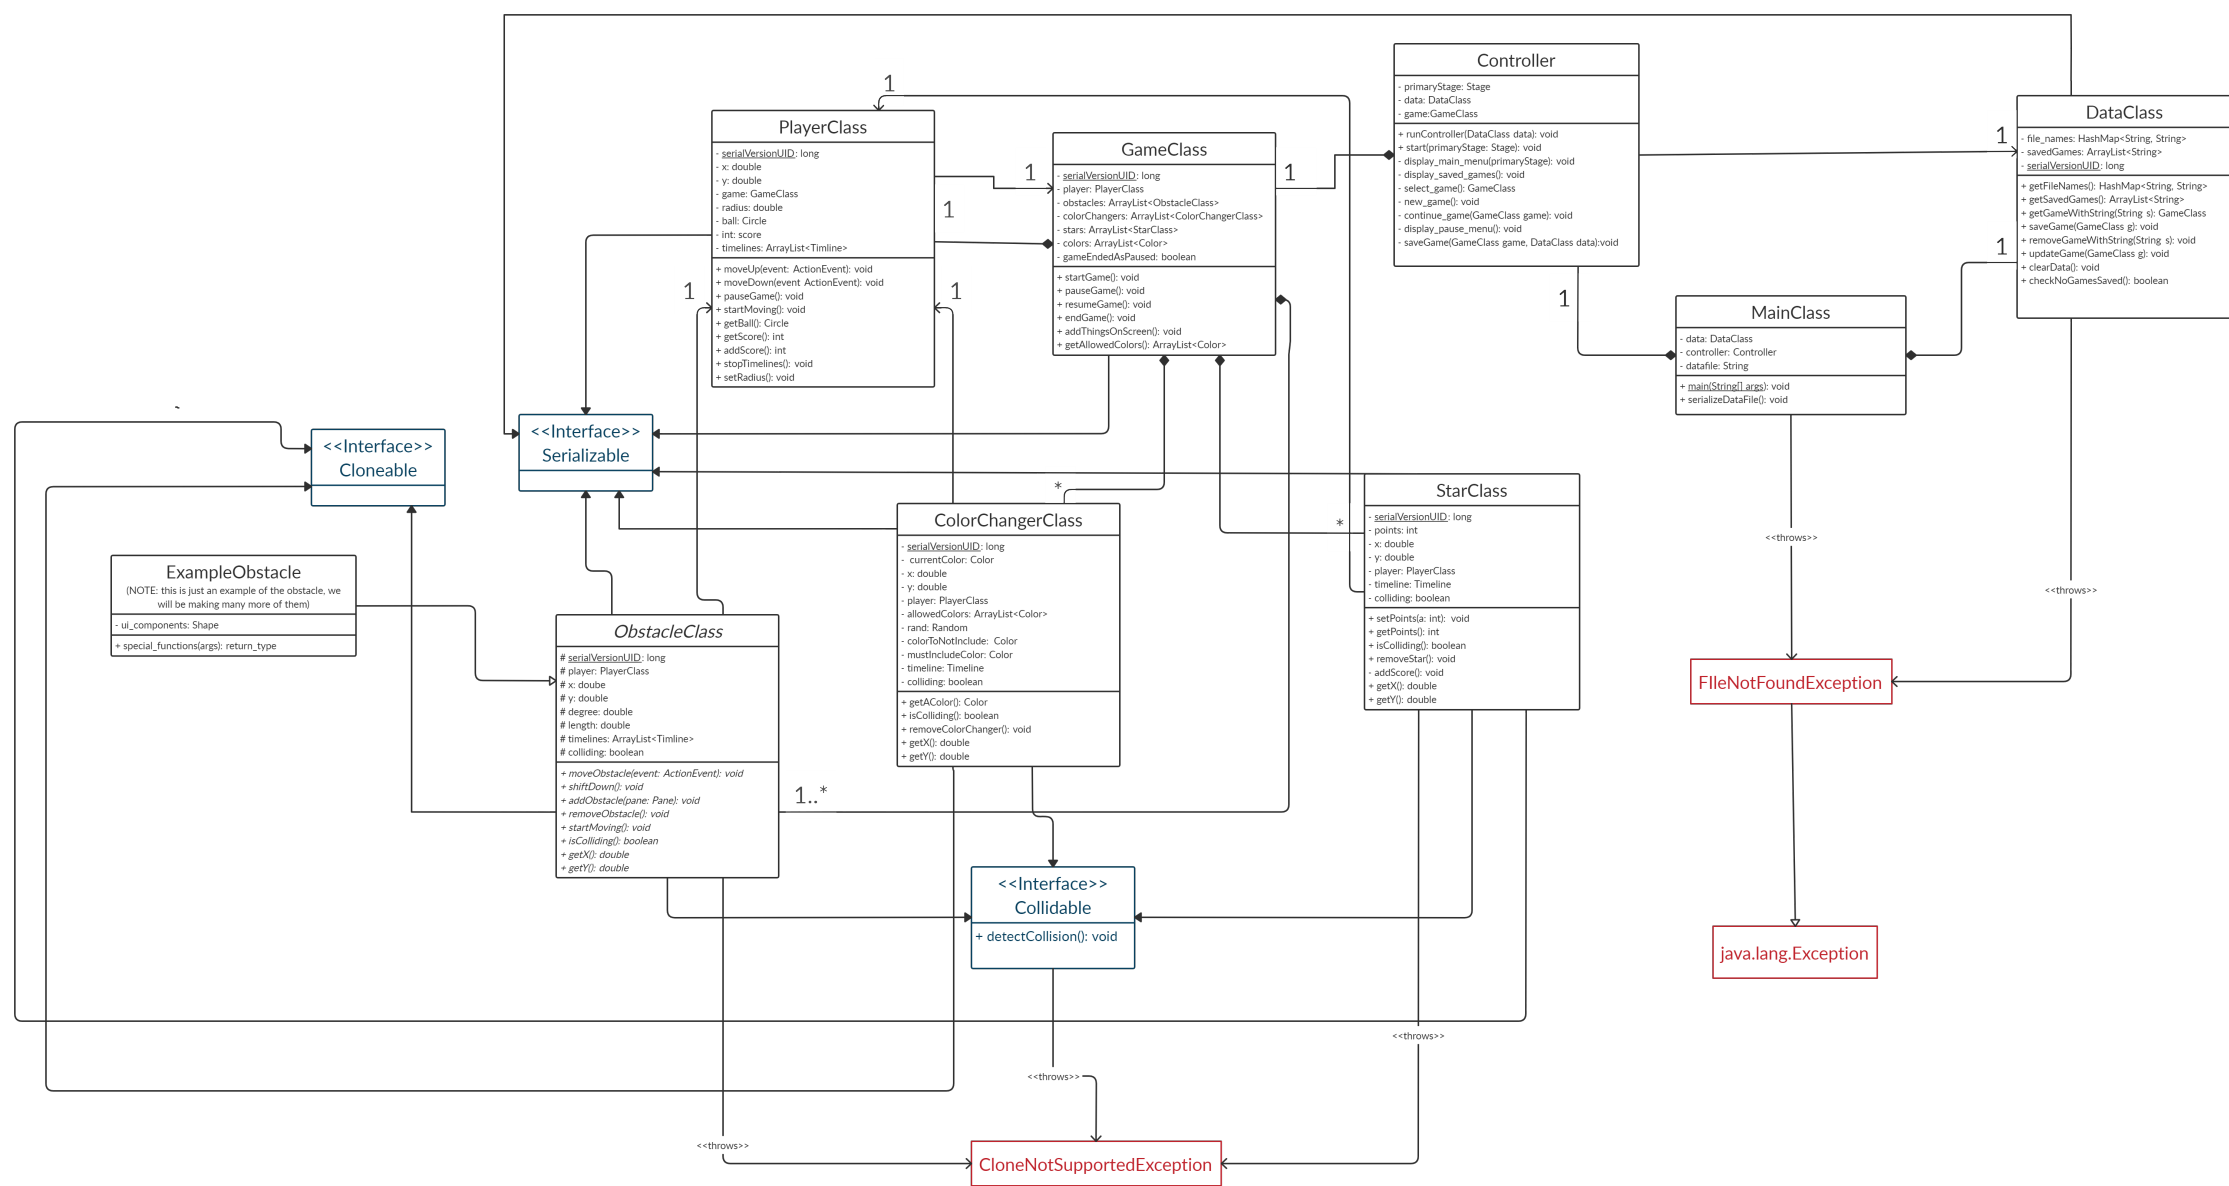 Controller
- primaryStage: Stage
- data: DataClass
- game:GameClass
+ runController(DataClass data): void
+ start(primaryStage: Stage): void
- display_main_menu(primaryStage): void
- display_saved_games(): void
- select_game(): GameClass
- new_game(): void
- continue_game(GameClass game): void
- display_pause_menu(): void
- saveGame(GameClass game, DataClass data):void
1
PlayerClass
- serialVersionUID: long
- x: double
- y: double
- game: GameClass
- radius: double
- ball: Circle
- int: score
- timelines: ArrayList<Timline>
+ moveUp(event: ActionEvent): void
+ moveDown(event ActionEvent): void
+ pauseGame(): void
+ startMoving(): void
+ getBall(): Circle
+ getScore(): int
+ addScore(): int
+ stopTimelines(): void
+ setRadius(): void
1
1
1
1
GameClass
- serialVersionUID: long
- player: PlayerClass
- obstacles: ArrayList<ObstacleClass>
- colorChangers: ArrayList<ColorChangerClass>
- stars: ArrayList<StarClass>
- colors: ArrayList<Color>
- gameEndedAsPaused: boolean
+ startGame(): void
+ pauseGame(): void
+ resumeGame(): void
+ endGame(): void
+ addThingsOnScreen(): void
+ getAllowedColors(): ArrayList<Color>
1
DataClass
- file_names: HashMap<String, String>
- savedGames: ArrayList<String>
- serialVersionUID: long
+ getFileNames(): HashMap<String, String>
+ getSavedGames(): ArrayList<String>
+ getGameWithString(String s): GameClass
+ saveGame(GameClass g): void
+ removeGameWithString(String s): void
+ updateGame(GameClass g): void
+ clearData(): void
+ checkNoGamesSaved(): boolean
1
1
1
MainClass
- data: DataClass
- controller: Controller
- datafile: String
+ main(String[] args): void
+ serializeDataFile(): void
<<Interface>>
Cloneable
<<Interface>>
Serializable
*
*
ExampleObstacle
(NOTE: this is just an example of the obstacle, we
will be making many more of them)
- ui_components: Shape
+ special_functions(args): return_type
ColorChangerClass
- serialVersionUID: long
- currentColor: Color
- x: double
- y: double
- player: PlayerClass
- allowedColors: ArrayList<Color>
- rand: Random
- colorToNotInclude: Color
- mustIncludeColor: Color
- timeline: Timeline
- colliding: boolean
+ getAColor(): Color
+ isColliding(): boolean
+ removeColorChanger(): void
+ getX(): double
+ getY(): double
StarClass
- serialVersionUID: long
- points: int
- x: double
- y: double
- player: PlayerClass
- timeline: Timeline
- colliding: boolean
+ setPoints(a: int): void
+ getPoints(): int
+ isColliding(): boolean
+ removeStar(): void
- addScore(): void
+ getX(): double
+ getY(): double
<<throws>>
<<throws>>
ObstacleClass
# serialVersionUID: long
# player: PlayerClass
# x: doube
# y: double
# degree: double
# length: double
# timelines: ArrayList<Timline>
# colliding: boolean
+ moveObstacle(event: ActionEvent): void
+ shiftDown(): void
+ addObstacle(pane: Pane): void
+ removeObstacle(): void
+ startMoving(): void
+ isColliding(): boolean
+ getX(): double
+ getY(): double
1..*
FIleNotFoundException
<<Interface>>
Collidable
+ detectCollision(): void
java.lang.Exception
<<throws>>
<<throws>>
<<throws>>
CloneNotSupportedException